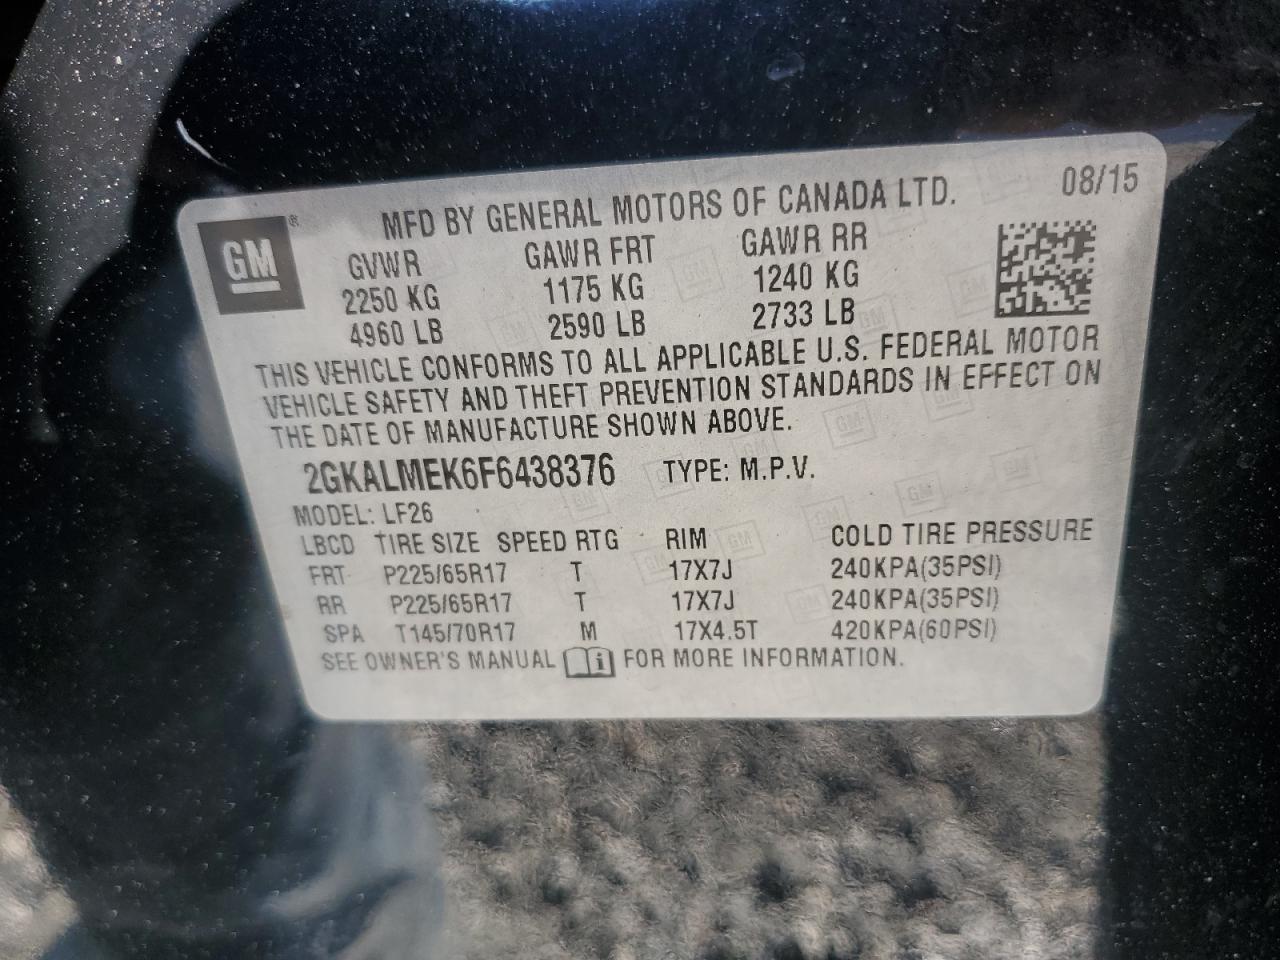 MFD BY GENERAL MOTORS OF CANADA LTD. 08/15
GM ®
GVWR GAWR FRT GAWR RR
2250 KG 1175 KG 1240 KG
4960 LB 2590 LB 2733 LB
THIS VEHICLE CONFORMS TO ALL APPLICABLE U.S. FEDERAL MOTOR
VEHICLE SAFETY AND THEFT PREVENTION STANDARDS IN EFFECT ON
THE DATE OF MANUFACTURE SHOWN ABOVE.
2GKALMEK6F6438376 TYPE: M.P.V.
MODEL: LF26
LBCD TIRE SIZE SPEED RTG RIM COLD TIRE PRESSURE
FRT P225/65R17 T 17X7J 240KPA(35PSI)
RR P225/65R17 T 17X7J 240KPA(35PSI)
SPA T145/70R17 M 17X4.5T 420KPA(60PSI)
SEE OWNER'S MANUAL FOR MORE INFORMATION.